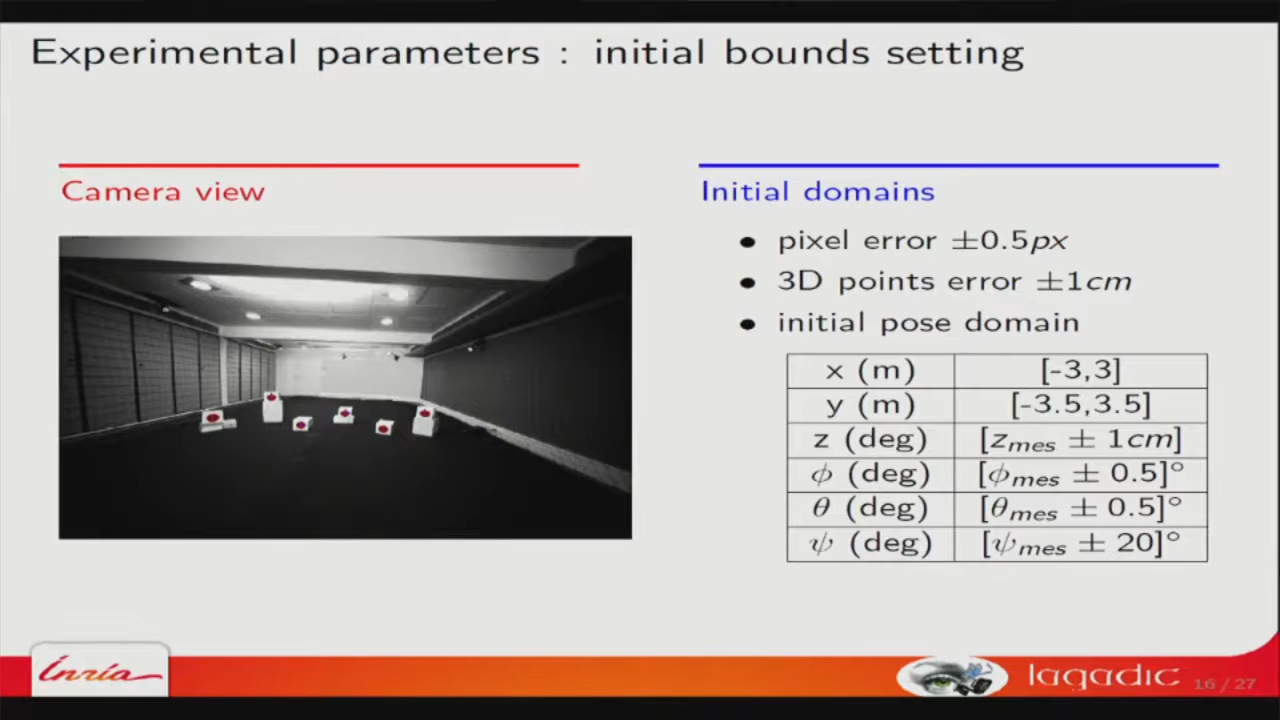 Experimental parameters : initial bounds setting
Camera view
Initial domains
• pixel error ±0.5px
• 3D points error ±1cm
• initial pose domain
x (m) [-3,3]
y (m) [-3.5,3.5]
z (deg) [z_mes ± 1cm]
ϕ (deg) [ϕ_mes ± 0.5]°
θ (deg) [θ_mes ± 0.5]°
ψ (deg) [ψ_mes ± 20]°
Inria
lagadic
16 / 27